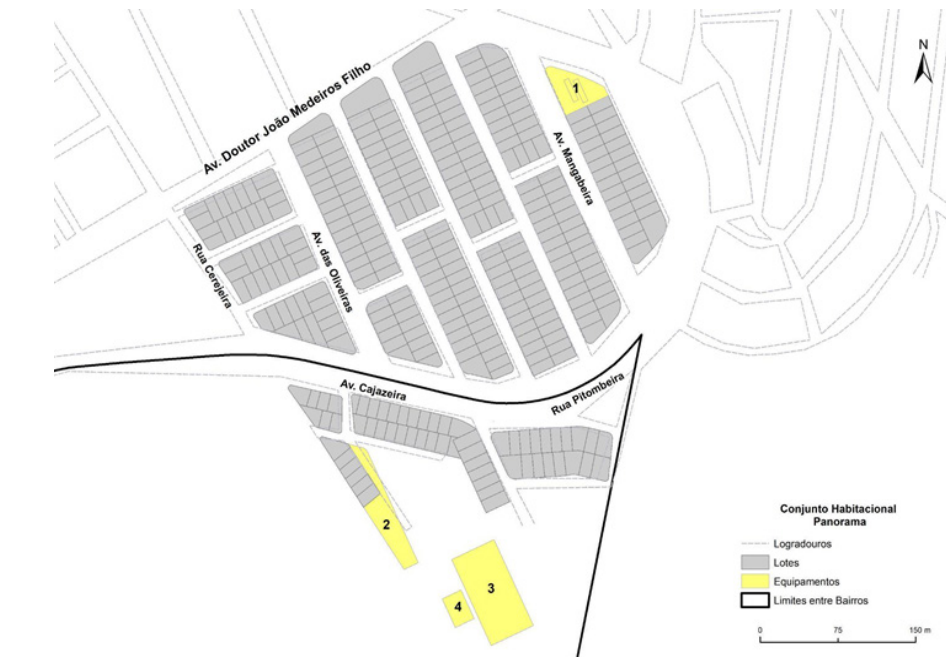 N
1
Av. Doutor João Medeiros Filho
Av. Mangabeira
Rua Cerejeira
Av. das Oliveiras
Av. Cajazeira
Rua Pitombeira
2
3
4
Conjunto Habitacional
Panorama
Logradouros
Lotes
Equipamentos
Limites entre Bairros
0 75 150 m